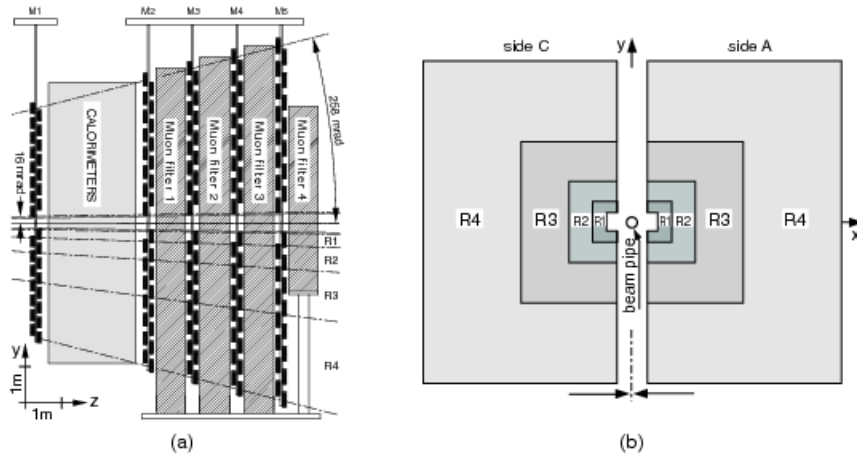 M1
M2
M3
M4
M5
16 mrad
CALORIMETERS
Muon filter 1
Muon filter 2
Muon filter 3
Muon filter 4
258 mrad
R1
R2
R3
R4
y
1m
1m
z
(a)
side C
y
side A
R4
R3
R2
R1
R1
R2
R3
R4
x
beam pipe
(b)